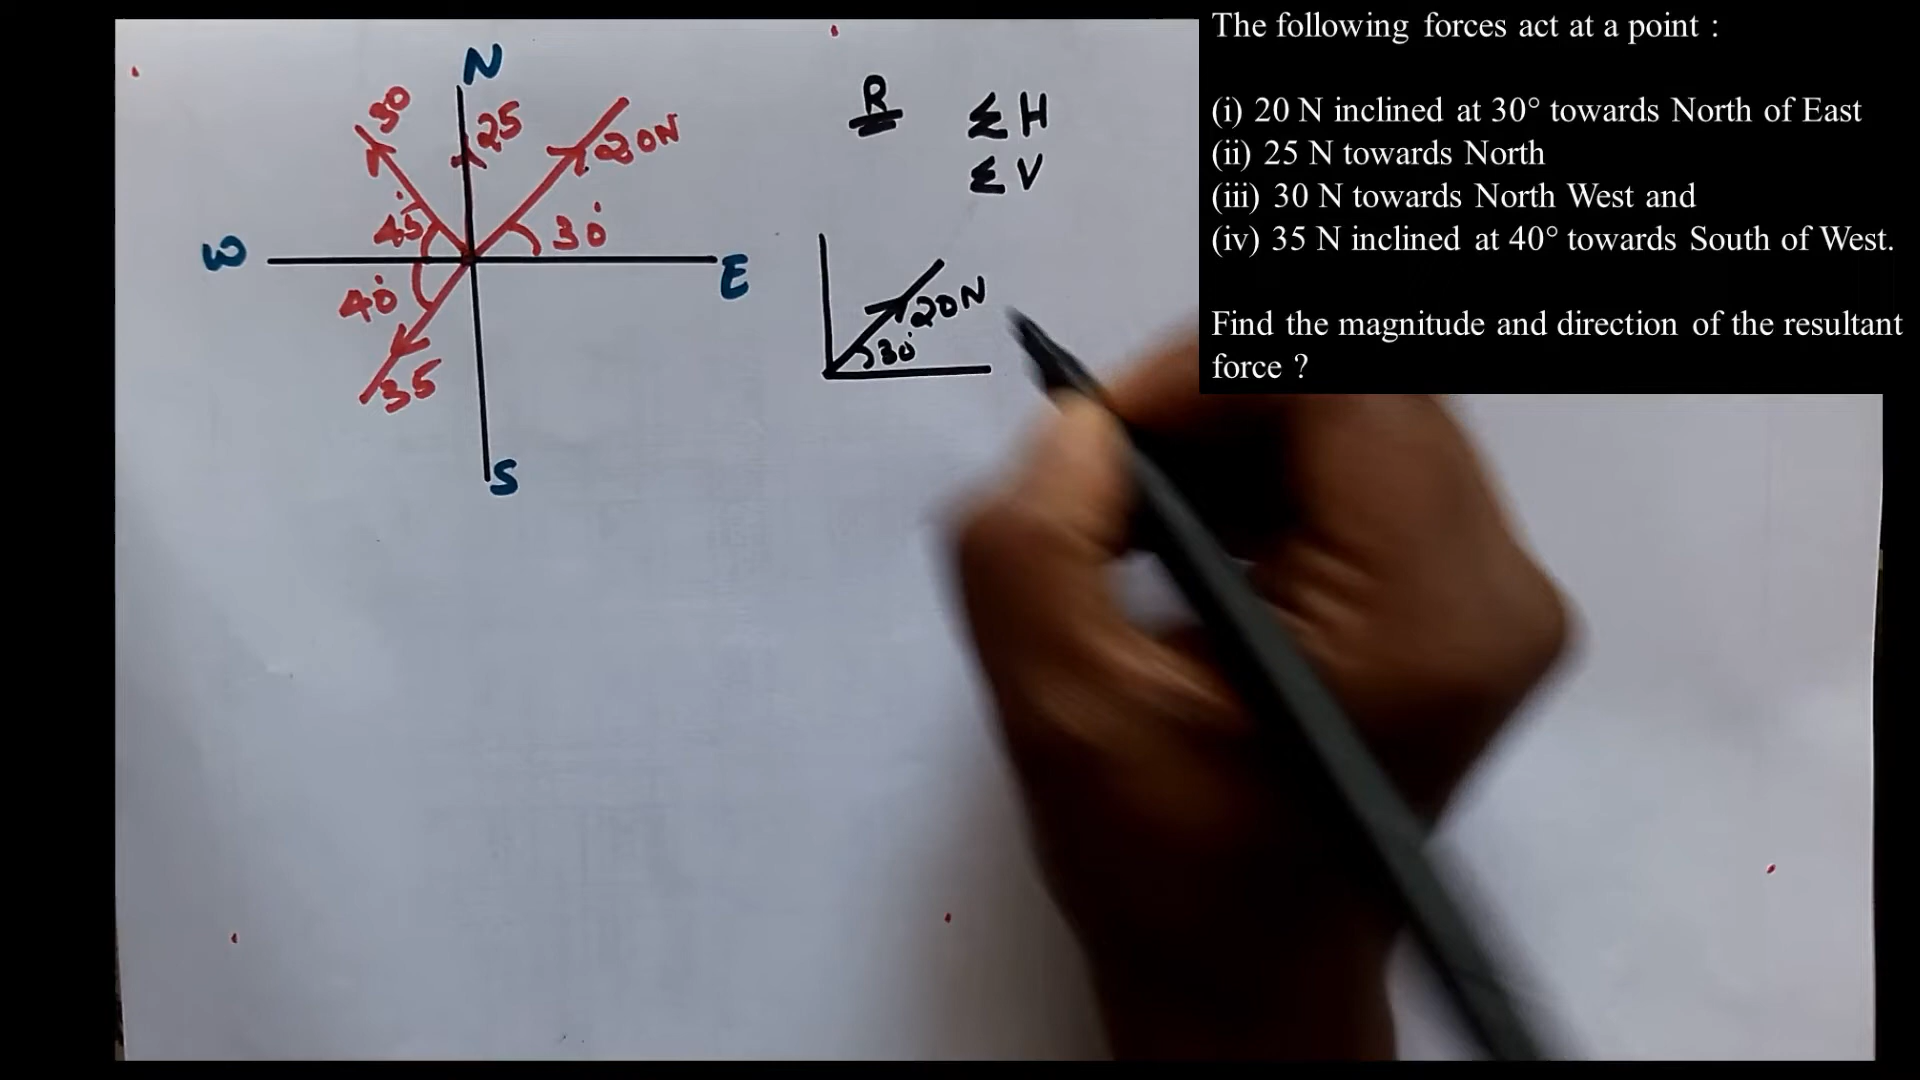 The following forces act at a point :
(i) 20 N inclined at 30° towards North of East
(ii) 25 N towards North
(iii) 30 N towards North West and
(iv) 35 N inclined at 40° towards South of West.
Find the magnitude and direction of the resultant
force ?
N
30
25
20N
45°
30°
W
E
40°
35
S
R
Σ H
Σ V
20N
30°